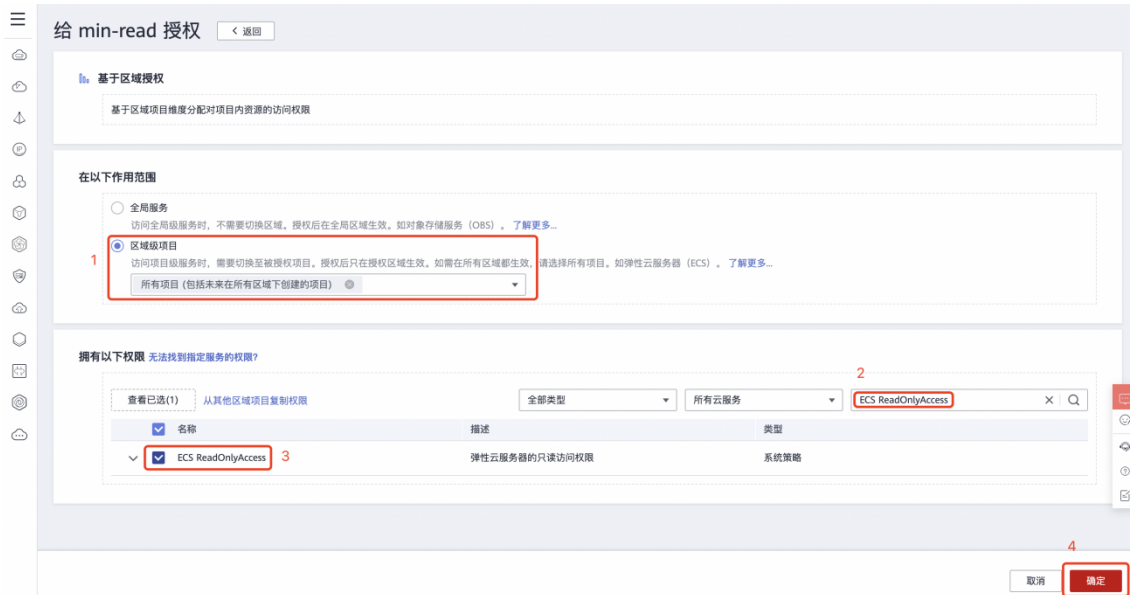 给 min-read 授权 < 返回
基于区域授权
基于区域项目维度分配对项目内资源的访问权限
在以下作用范围
全局服务
访问全局级服务时，不需要切换区域。授权后在全局区域生效。如对象存储服务（OBS）。 了解更多...
区域级项目
1
访问项目级服务时，需要切换至被授权项目。授权后只在授权区域生效。如需在所有区域都生效，请选择所有项目。如弹性云服务器（ECS）。 了解更多...
所有项目 (包括未来在所有区域下创建的项目)
拥有以下权限 无法找到指定服务的权限?
2
查看已选(1) 从其他区域项目复制权限 全部类型 所有云服务 ECS ReadOnlyAccess
名称 描述 类型
ECS ReadOnlyAccess 3 弹性云服务器的只读访问权限 系统策略
4
取消 确定